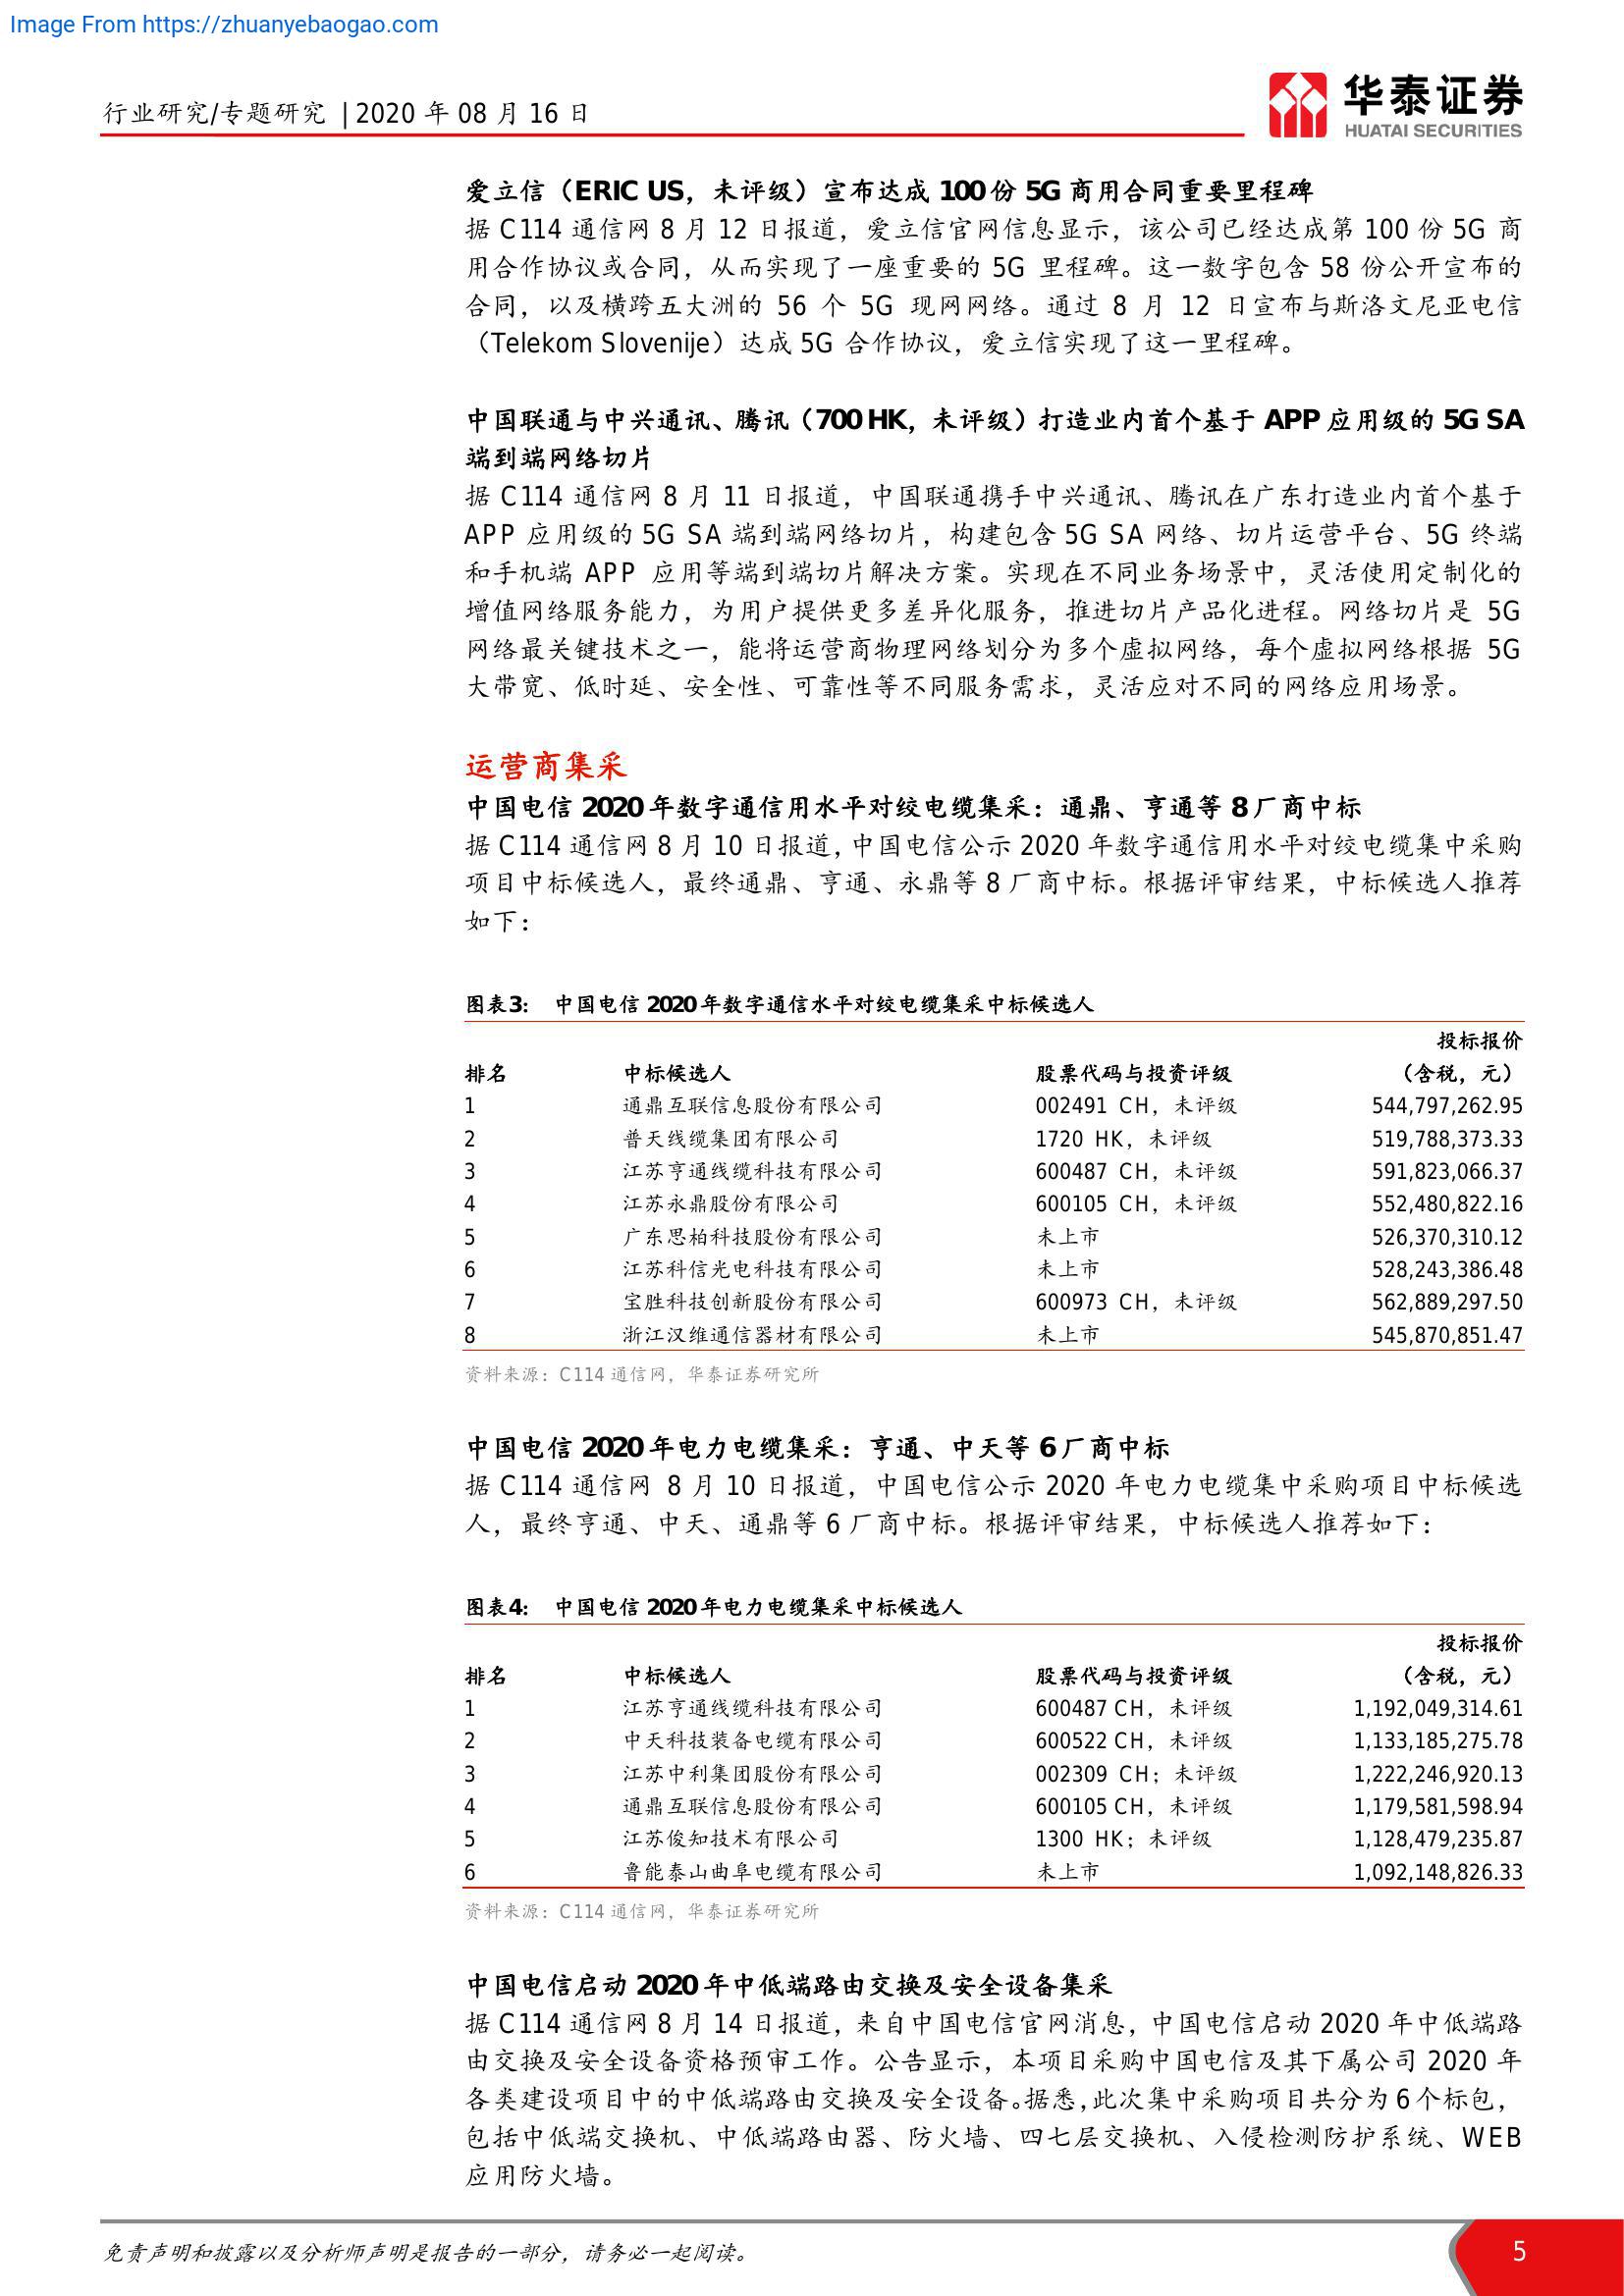 Image From https://zhuanyebaogao.com
行业研究/专题研究 | 2020 年 08 月 16 日
华泰证券
HUATAI SECURITIES
爱立信（ERIC US，未评级）宣布达成 100 份 5G 商用合同重要里程碑
据 C114 通信网 8 月 12 日报道，爱立信官网信息显示，该公司已经达成第 100 份 5G 商
用合作协议或合同，从而实现了一座重要的 5G 里程碑。这一数字包含 58 份公开宣布的
合同，以及横跨五大洲的 56 个 5G 现网网络。通过 8 月 12 日宣布与斯洛文尼亚电信
（Telekom Slovenije）达成 5G 合作协议，爱立信实现了这一里程碑。
中国联通与中兴通讯、腾讯（700 HK，未评级）打造业内首个基于 APP 应用级的 5G SA
端到端网络切片
据 C114 通信网 8 月 11 日报道，中国联通携手中兴通讯、腾讯在广东打造业内首个基于
APP 应用级的 5G SA 端到端网络切片，构建包含 5G SA 网络、切片运营平台、5G 终端
和手机端 APP 应用等端到端切片解决方案。实现在不同业务场景中，灵活使用定制化的
增值网络服务能力，为用户提供更多差异化服务，推进切片产品化进程。网络切片是 5G
网络最关键技术之一，能将运营商物理网络划分为多个虚拟网络，每个虚拟网络根据 5G
大带宽、低时延、安全性、可靠性等不同服务需求，灵活应对不同的网络应用场景。
运营商集采
中国电信 2020 年数字通信用水平对绞电缆集采：通鼎、亨通等 8 厂商中标
据 C114 通信网 8 月 10 日报道，中国电信公示 2020 年数字通信用水平对绞电缆集中采购
项目中标候选人，最终通鼎、亨通、永鼎等 8 厂商中标。根据评审结果，中标候选人推荐
如下：
图表3： 中国电信 2020 年数字通信水平对绞电缆集采中标候选人
投标报价
排名 中标候选人 股票代码与投资评级 （含税，元）
1 通鼎互联信息股份有限公司 002491 CH，未评级 544,797,262.95
2 普天线缆集团有限公司 1720 HK，未评级 519,788,373.33
3 江苏亨通线缆科技有限公司 600487 CH，未评级 591,823,066.37
4 江苏永鼎股份有限公司 600105 CH，未评级 552,480,822.16
5 广东思柏科技股份有限公司 未上市 526,370,310.12
6 江苏科信光电科技有限公司 未上市 528,243,386.48
7 宝胜科技创新股份有限公司 600973 CH，未评级 562,889,297.50
8 浙江汉维通信器材有限公司 未上市 545,870,851.47
资料来源：C114 通信网，华泰证券研究所
中国电信 2020 年电力电缆集采：亨通、中天等 6 厂商中标
据 C114 通信网 8 月 10 日报道，中国电信公示 2020 年电力电缆集中采购项目中标候选
人，最终亨通、中天、通鼎等 6 厂商中标。根据评审结果，中标候选人推荐如下：
图表4： 中国电信 2020 年电力电缆集采中标候选人
投标报价
排名 中标候选人 股票代码与投资评级 （含税，元）
1 江苏亨通线缆科技有限公司 600487 CH，未评级 1,192,049,314.61
2 中天科技装备电缆有限公司 600522 CH，未评级 1,133,185,275.78
3 江苏中利集团股份有限公司 002309 CH；未评级 1,222,246,920.13
4 通鼎互联信息股份有限公司 600105 CH，未评级 1,179,581,598.94
5 江苏俊知技术有限公司 1300 HK；未评级 1,128,479,235.87
6 鲁能泰山曲阜电缆有限公司 未上市 1,092,148,826.33
资料来源：C114 通信网，华泰证券研究所
中国电信启动 2020 年中低端路由交换及安全设备集采
据 C114 通信网 8 月 14 日报道，来自中国电信官网消息，中国电信启动 2020 年中低端路
由交换及安全设备资格预审工作。公告显示，本项目采购中国电信及其下属公司 2020 年
各类建设项目中的中低端路由交换及安全设备。据悉，此次集中采购项目共分为 6 个标包，
包括中低端交换机、中低端路由器、防火墙、四七层交换机、入侵检测防护系统、WEB
应用防火墙。
免责声明和披露以及分析师声明是报告的一部分，请务必一起阅读。
5